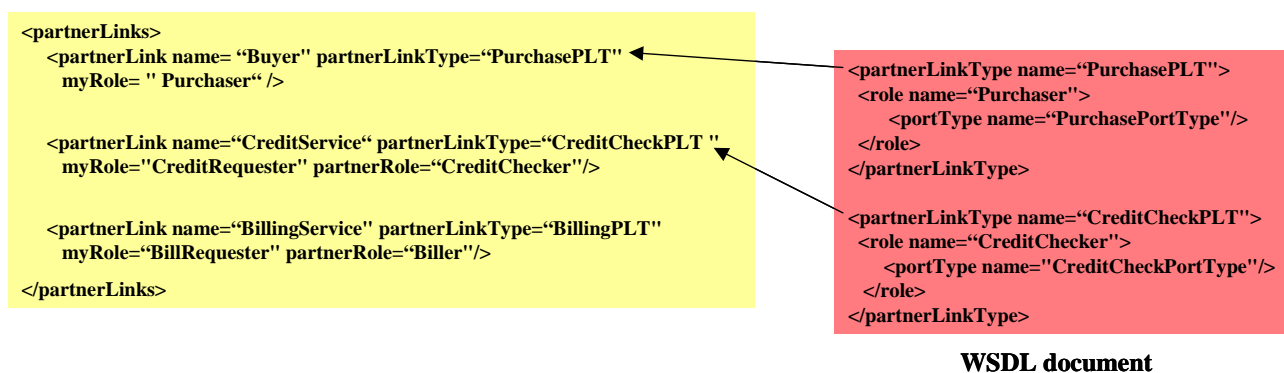 <partnerLinks>
<partnerLink name= “Buyer" partnerLinkType=“PurchasePLT"
myRole= " Purchaser“ />
<partnerLink name=“CreditService“ partnerLinkType=“CreditCheckPLT "
myRole="CreditRequester" partnerRole=“CreditChecker"/>
<partnerLink name=“BillingService" partnerLinkType=“BillingPLT"
myRole=“BillRequester" partnerRole=“Biller"/>
</partnerLinks>
<partnerLinkType name=“PurchasePLT">
<role name=“Purchaser">
<portType name=“PurchasePortType"/>
</role>
</partnerLinkType>
<partnerLinkType name=“CreditCheckPLT">
<role name=“CreditChecker">
<portType name="CreditCheckPortType"/>
</role>
</partnerLinkType>
WSDL document